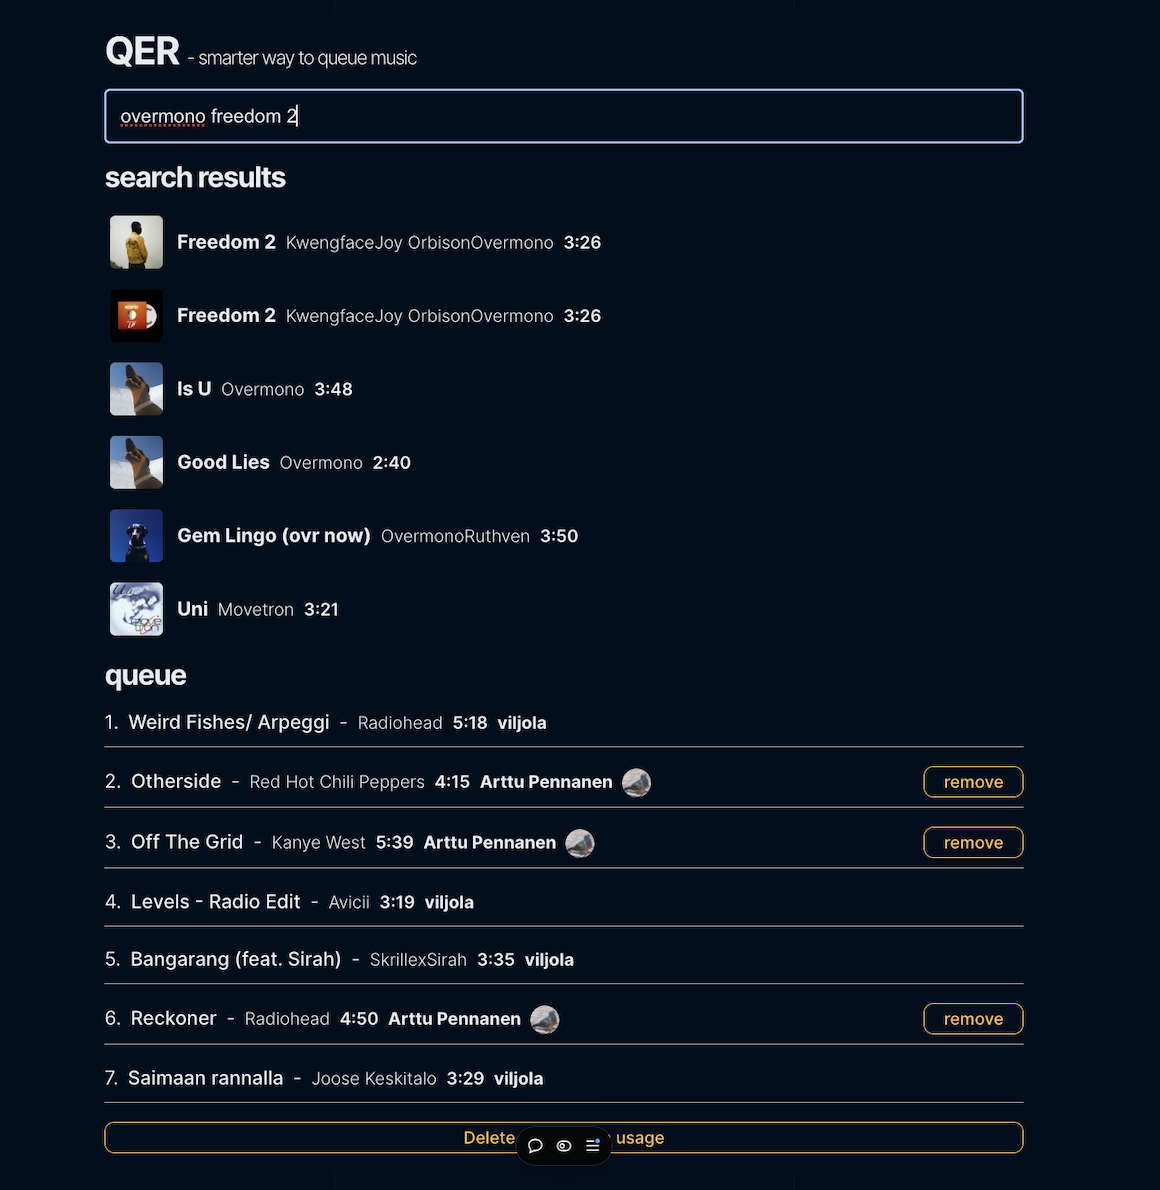 QER - smarter way to queue music
overmono freedom 2
search results
Freedom 2 KwengfaceJoy OrbisonOvermono 3:26
Freedom 2 KwengfaceJoy OrbisonOvermono 3:26
Is U Overmono 3:48
Good Lies Overmono 2:40
Gem Lingo (ovr now) OvermonoRuthven 3:50
Uni Movetron 3:21
queue
1. Weird Fishes/ Arpeggi - Radiohead 5:18 viljola
2. Otherside - Red Hot Chili Peppers 4:15 Arttu Pennanen remove
3. Off The Grid - Kanye West 5:39 Arttu Pennanen remove
4. Levels - Radio Edit - Avicii 3:19 viljola
5. Bangarang (feat. Sirah) - SkrillexSirah 3:35 viljola
6. Reckoner - Radiohead 4:50 Arttu Pennanen remove
7. Saimaan rannalla - Joose Keskitalo 3:29 viljola
Delete usage